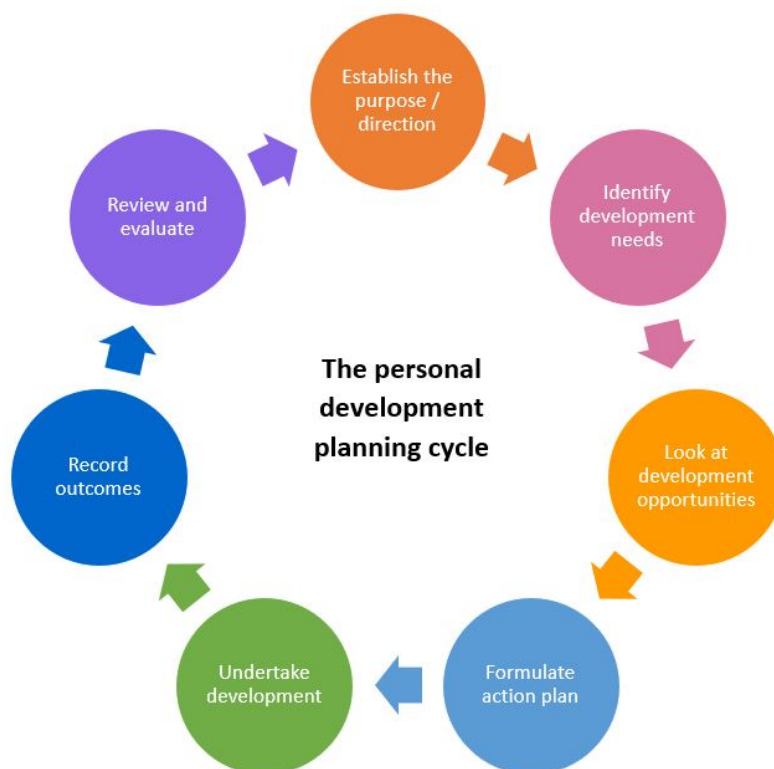 Establish the
purpose /
direction
Identify
development
needs
Look at
development
opportunities
Formulate
action plan
Undertake
development
Record
outcomes
Review and
evaluate
The personal
development
planning cycle